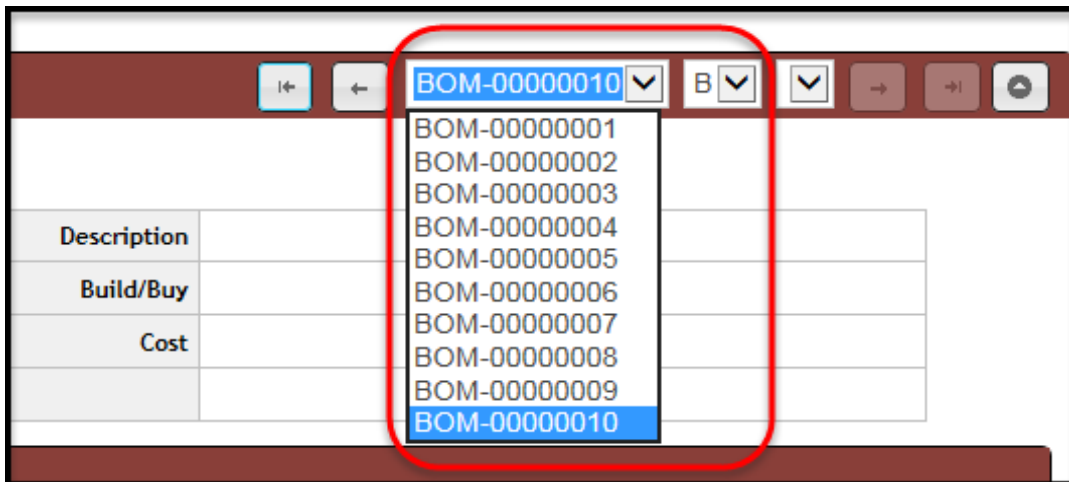 BOM-00000010 B
BOM-00000001
BOM-00000002
BOM-00000003
Description
BOM-00000004
BOM-00000005
Build/Buy
BOM-00000006
BOM-00000007
Cost
BOM-00000008
BOM-00000009
BOM-00000010